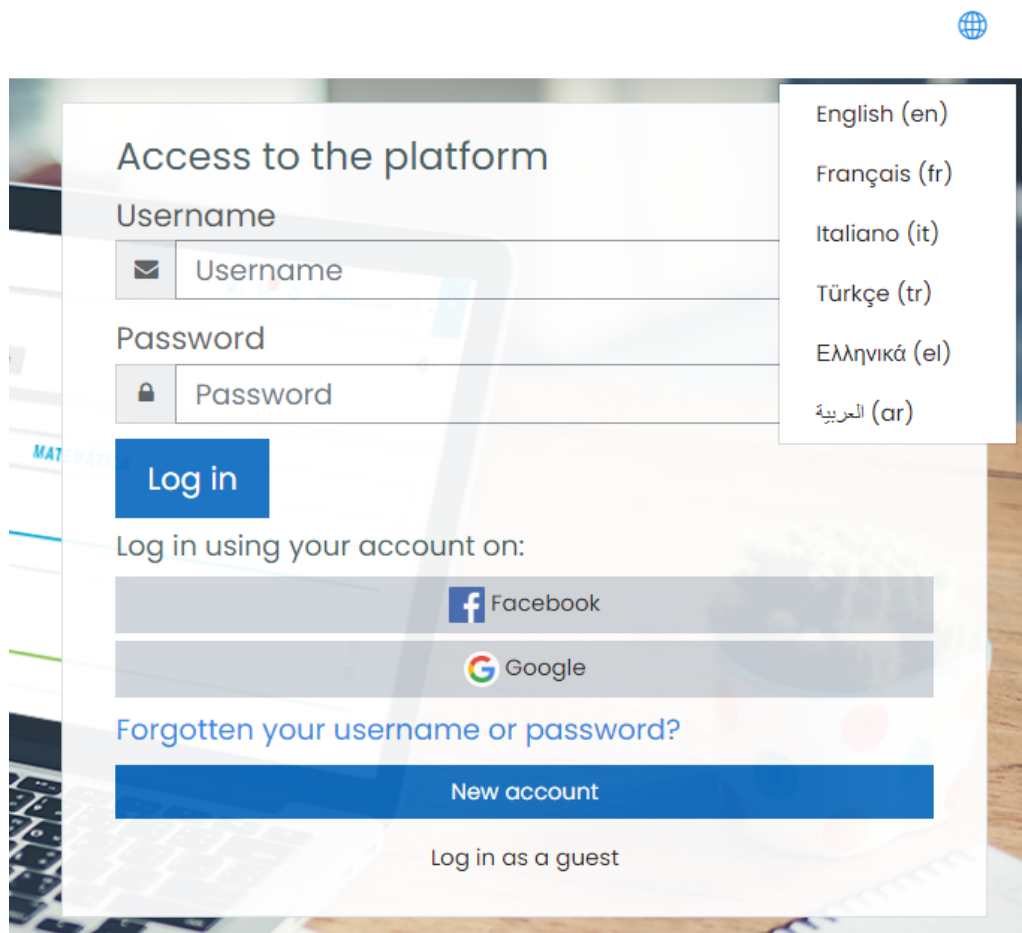 English (en)
Français (fr)
Italiano (it)
Türkçe (tr)
Ελληνικά (el)
العربية (ar)
Access to the platform
Username
Username
Password
Password
MATEMATICA
Log in
Log in using your account on:
Facebook
Google
Forgotten your username or password?
New account
Log in as a guest